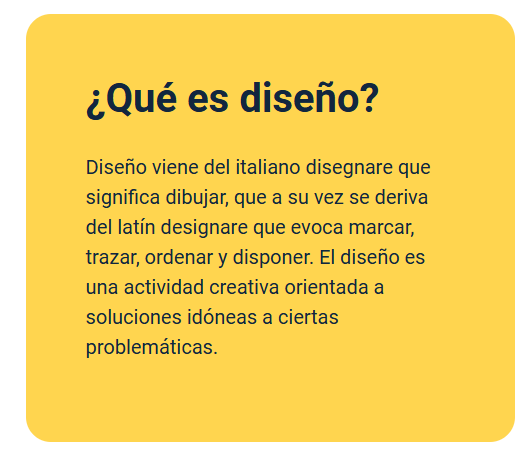 ¿Qué es diseño?
Diseño viene del italiano disegnare que
significa dibujar, que a su vez se deriva
del latín designare que evoca marcar,
trazar, ordenar y disponer. El diseño es
una actividad creativa orientada a
soluciones idóneas a ciertas
problemáticas.